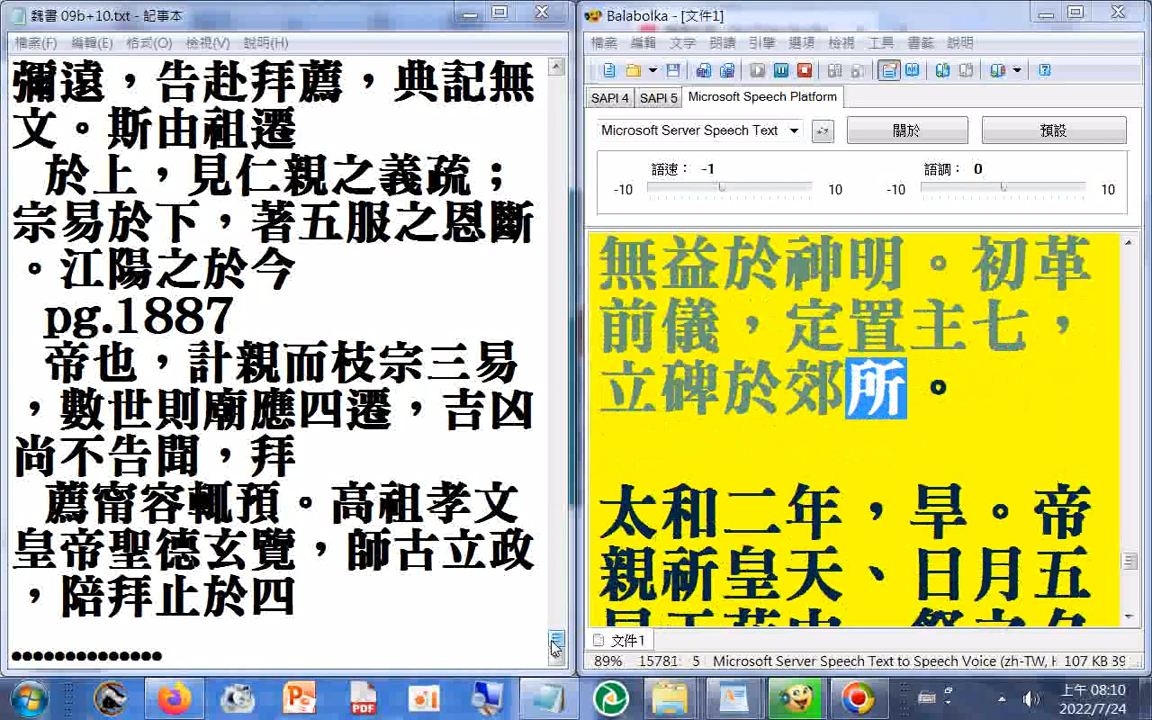 魏書 09b+10.txt - 記事本
檔案(F) 編輯(E) 格式(O) 檢視(V) 說明(H)
彌遠，告赴拜薦，典記無
文。斯由祖遷
於上，見仁親之義疏；
宗易於下，著五服之恩斷
。江陽之於今
pg.1887
帝也，計親而枝宗三易
，數世則廟應四遷，吉凶
尚不告聞，拜
薦甯容輒預。高祖孝文
皇帝聖德玄覽，師古立政
，陪拜止於四
••••••••••••••
Balabolka - [文件1]
檔案 編輯 文字 朗讀 引擎 選項 檢視 工具 書籤 說明
SAPI 4 SAPI 5 Microsoft Speech Platform
Microsoft Server Speech Text 關於 預設
語速： -1 語調： 0
-10 10 -10 10
無益於神明。初革
前儀，定置主七，
立碑於郊所。
太和二年，旱。帝
親祈皇天、日月五
文件1
89% 15781: 5 Microsoft Server Speech Text to Speech Voice (zh-TW, H 107 KB 39
PDF
上午 08:10
2022/7/24